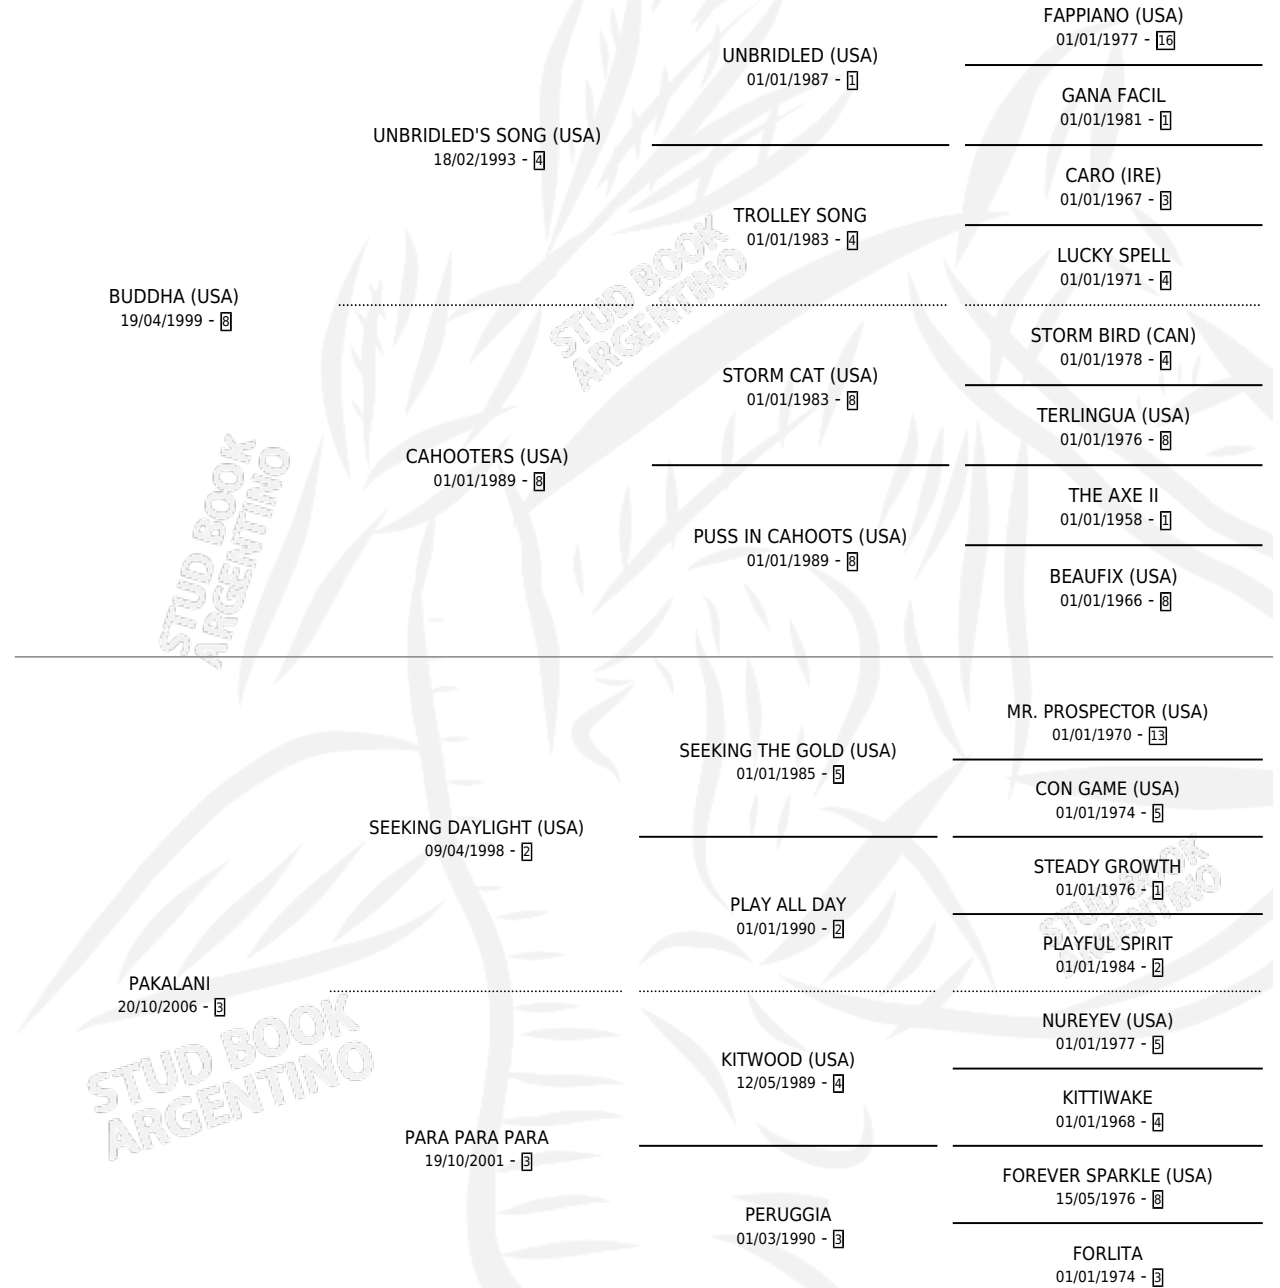 FAPPIANO (USA)
01/01/1977 - 16
UNBRIDLED (USA)
01/01/1987 - 1
GANA FACIL
01/01/1981 - 1
UNBRIDLED'S SONG (USA)
18/02/1993 - 4
CARO (IRE)
01/01/1967 - 3
TROLLEY SONG
01/01/1983 - 4
LUCKY SPELL
01/01/1971 - 4
BUDDHA (USA)
19/04/1999 - 8
STUD BOOK
ARGENTINO
STORM BIRD (CAN)
01/01/1978 - 4
STORM CAT (USA)
01/01/1983 - 8
TERLINGUA (USA)
01/01/1976 - 8
CAHOOTERS (USA)
01/01/1989 - 8
THE AXE II
01/01/1958 - 1
PUSS IN CAHOOTS (USA)
01/01/1989 - 8
BEAUFIX (USA)
01/01/1966 - 8
STUD BOOK
ARGENTINO
MR. PROSPECTOR (USA)
01/01/1970 - 13
SEEKING THE GOLD (USA)
01/01/1985 - 5
CON GAME (USA)
01/01/1974 - 5
SEEKING DAYLIGHT (USA)
09/04/1998 - 2
STEADY GROWTH
01/01/1976 - 1
PLAY ALL DAY
01/01/1990 - 2
STUD BOOK
ARGENTINO
PLAYFUL SPIRIT
01/01/1984 - 2
PAKALANI
20/10/2006 - 3
NUREYEV (USA)
01/01/1977 - 5
KITWOOD (USA)
12/05/1989 - 4
STUD BOOK
ARGENTINO
KITTIWAKE
01/01/1968 - 4
PARA PARA PARA
19/10/2001 - 3
FOREVER SPARKLE (USA)
15/05/1976 - 8
PERUGGIA
01/03/1990 - 3
FORLITA
01/01/1974 - 3